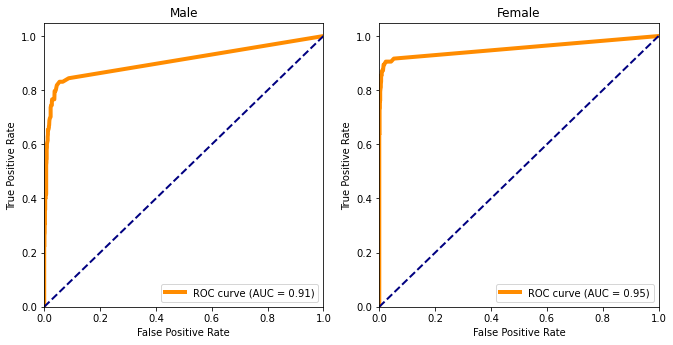 Male
1.0
0.8
0.6
0.4
0.2
0.0
True Positive Rate
0.0 0.2 0.4 0.6 0.8 1.0
False Positive Rate
ROC curve (AUC = 0.91)
Female
1.0
0.8
0.6
0.4
0.2
0.0
True Positive Rate
0.0 0.2 0.4 0.6 0.8 1.0
False Positive Rate
ROC curve (AUC = 0.95)